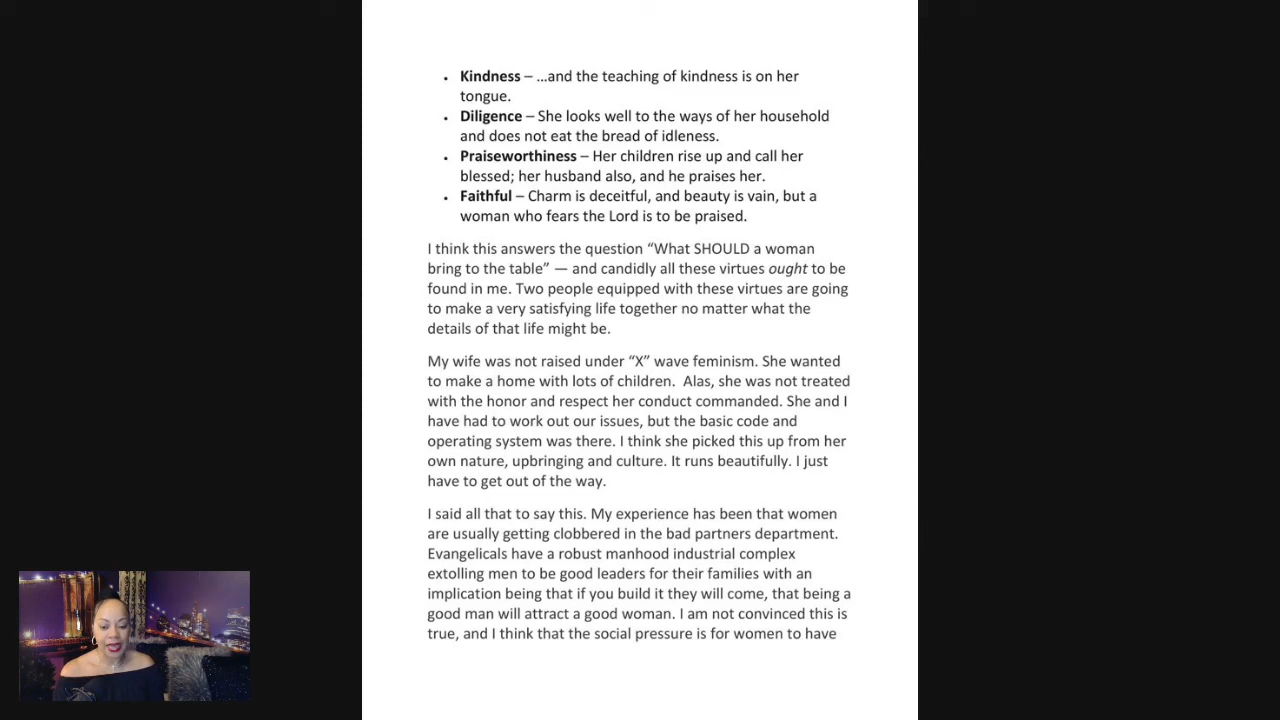 • Kindness – …and the teaching of kindness is on her
tongue.
• Diligence – She looks well to the ways of her household
and does not eat the bread of idleness.
• Praiseworthiness – Her children rise up and call her
blessed; her husband also, and he praises her.
• Faithful – Charm is deceitful, and beauty is vain, but a
woman who fears the Lord is to be praised.
I think this answers the question “What SHOULD a woman
bring to the table” — and candidly all these virtues ought to be
found in me. Two people equipped with these virtues are going
to make a very satisfying life together no matter what the
details of that life might be.
My wife was not raised under “X” wave feminism. She wanted
to make a home with lots of children.  Alas, she was not treated
with the honor and respect her conduct commanded. She and I
have had to work out our issues, but the basic code and
operating system was there. I think she picked this up from her
own nature, upbringing and culture. It runs beautifully. I just
have to get out of the way.
I said all that to say this. My experience has been that women
are usually getting clobbered in the bad partners department.
Evangelicals have a robust manhood industrial complex
extolling men to be good leaders for their families with an
implication being that if you build it they will come, that being a
good man will attract a good woman. I am not convinced this is
true, and I think that the social pressure is for women to have